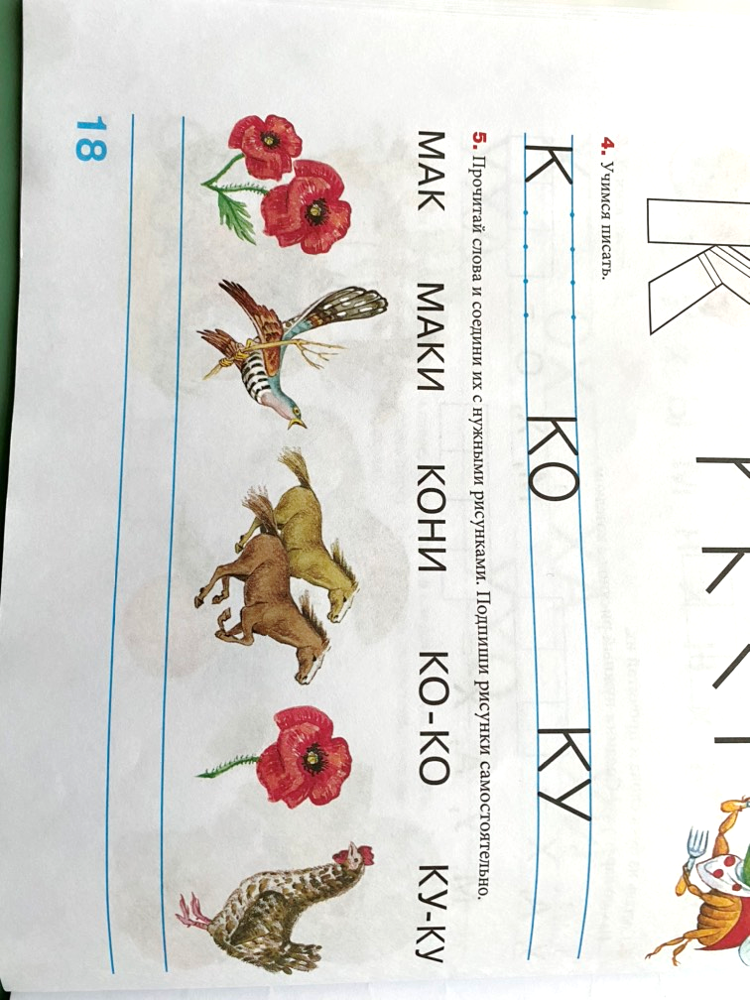 К
4. Учимся писать.
К КО КУ
5. Прочитай слова и соедини их с нужными рисунками. Подпиши рисунки самостоятельно.
МАК МАКИ КОНИ КО-КО КУ-КУ
18